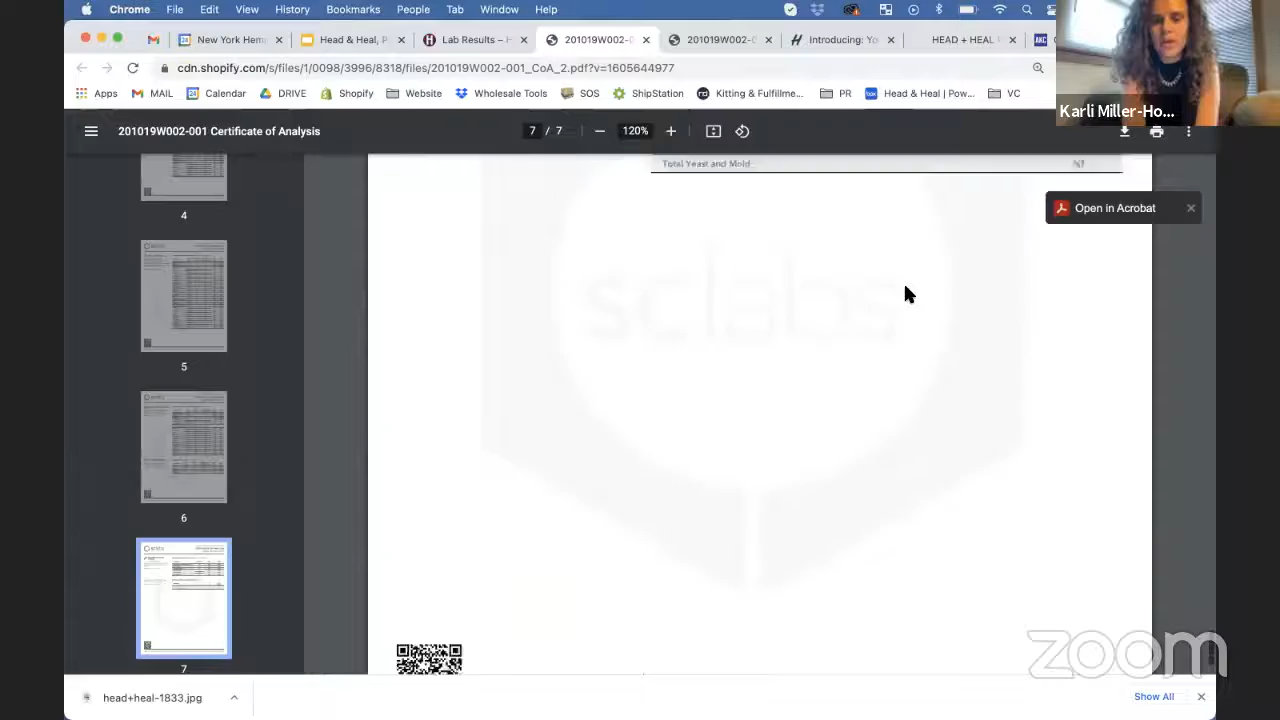 Chrome File Edit View History Bookmarks People Tab Window Help
New York Hem Head & Heal, P Lab Results – H 201019W002-0 201019W002-0 Introducing: Yo HEAD + HEAL AKC
cdn.shopify.com/s/files/1/0098/3996/8318/files/201019W002-001_CoA_2.pdf?v=1605644977
Apps MAIL Calendar DRIVE Shopify Website Wholesale Tools SOS ShipStation Kitting & Fulfillme... PR Head & Heal | Pow... VC
Karli Miller-Ho...
201019W002-001 Certificate of Analysis 7 / 7 120%
Total Yeast and Mold
Open in Acrobat
4
sclabs
5
6
7
zoom
head+heal-1833.jpg
Show All